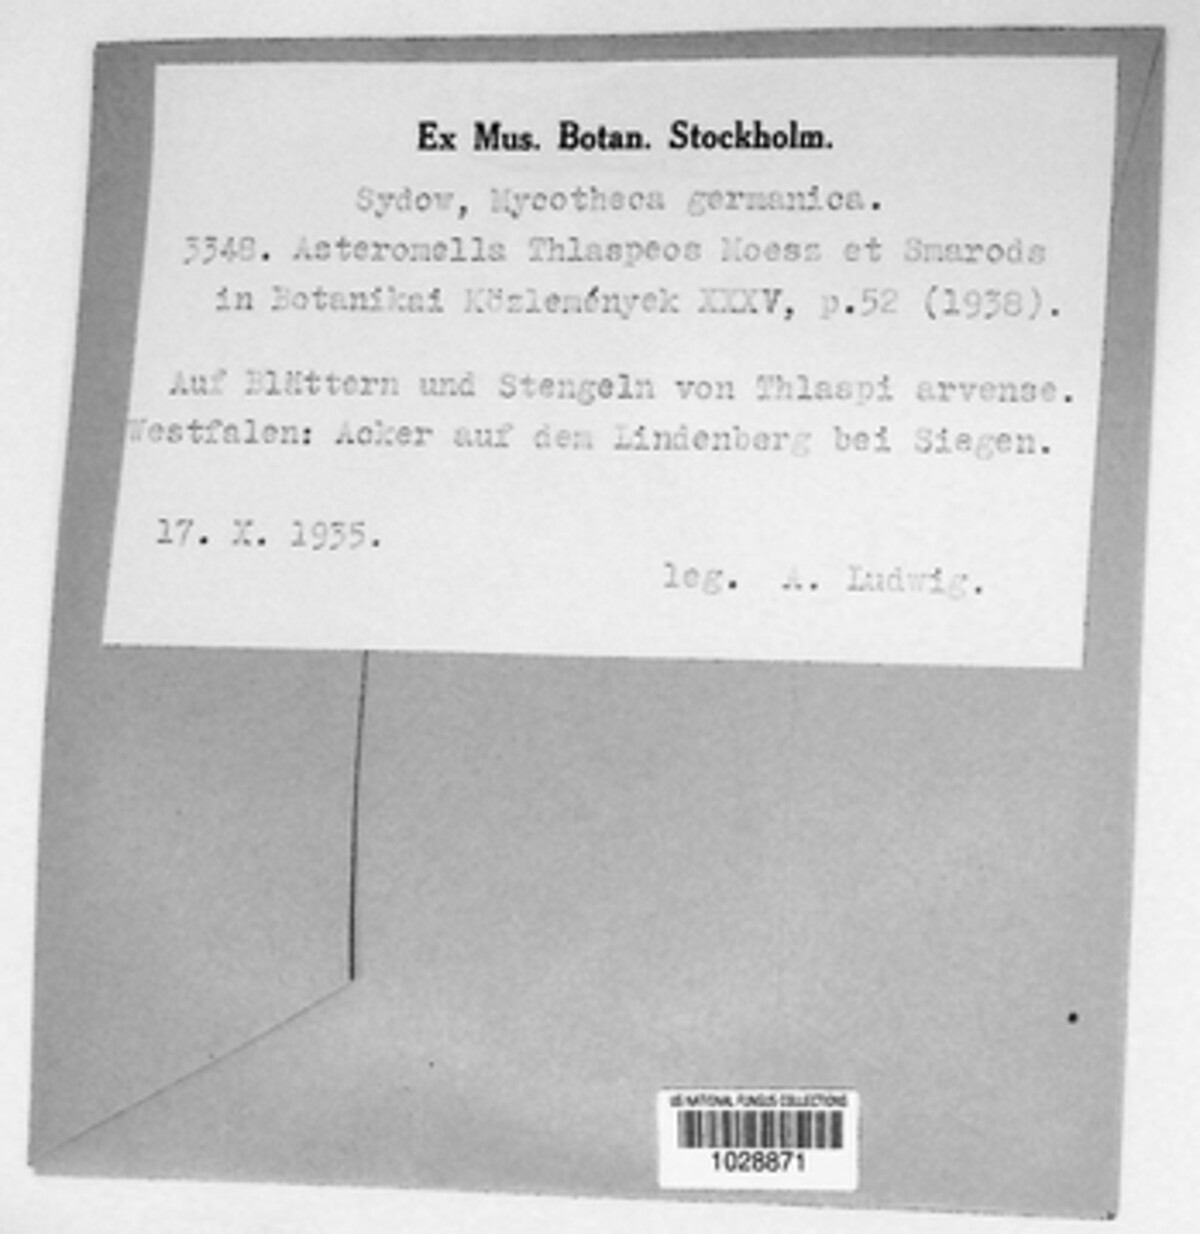 Ex Mus. Botan. Stockholm.
Sydow, Mycotheca germanica.
3348. Asteromella Thlaspeos Moesz et Smarods
in Botanikai Közlemények XXXV, p.52 (1938).
Auf Blättern und Stengeln von Thlaspi arvense.
Westfalen: Acker auf dem Lindenberg bei Siegen.
17. X. 1935.
leg. A. Ludwig.
US NATIONAL FUNGUS COLLECTIONS
1028871